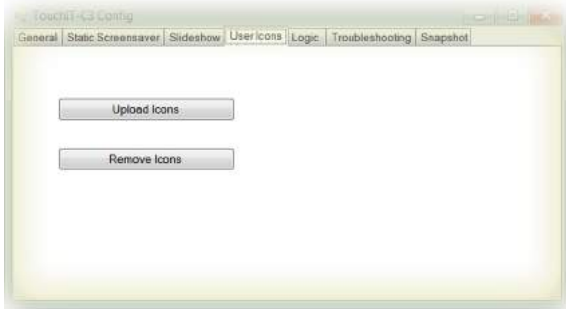 TouchIT-C3 Config
General Static Screensaver Slideshow User Icons Logic Troubleshooting Snapshot
Upload Icons
Remove Icons